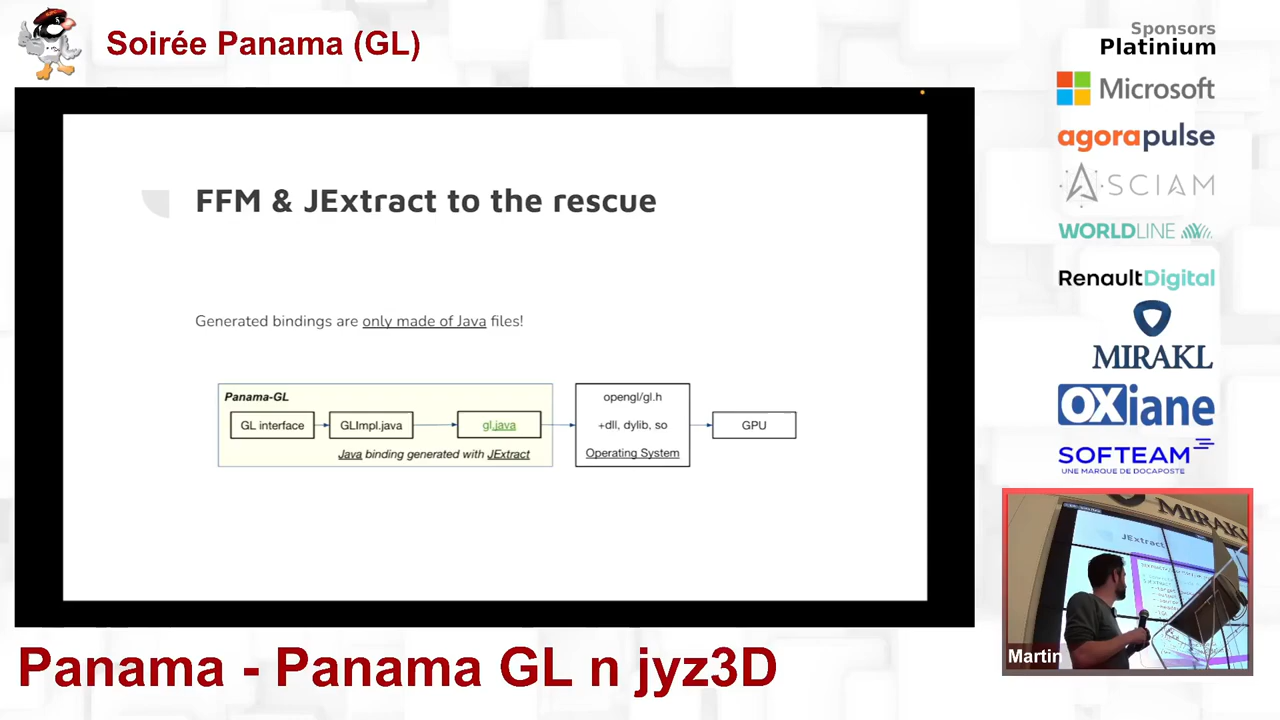 Soirée Panama (GL)
Sponsors
Platinium
Microsoft
agorapulse
ASCIAM
WORLDLINE
RenaultDigital
MIRAKL
OXiane
SOFTEAM
UNE MARQUE DE DOCAPOSTE
FFM & JExtract to the rescue
Generated bindings are only made of Java files!
Panama-GL
GL interface
GLImpl.java
gl.java
Java binding generated with JExtract
opengl/gl.h
+dll, dylib, so
Operating System
GPU
MIRAKL
JExtract
Martin
Panama - Panama GL n jyz3D